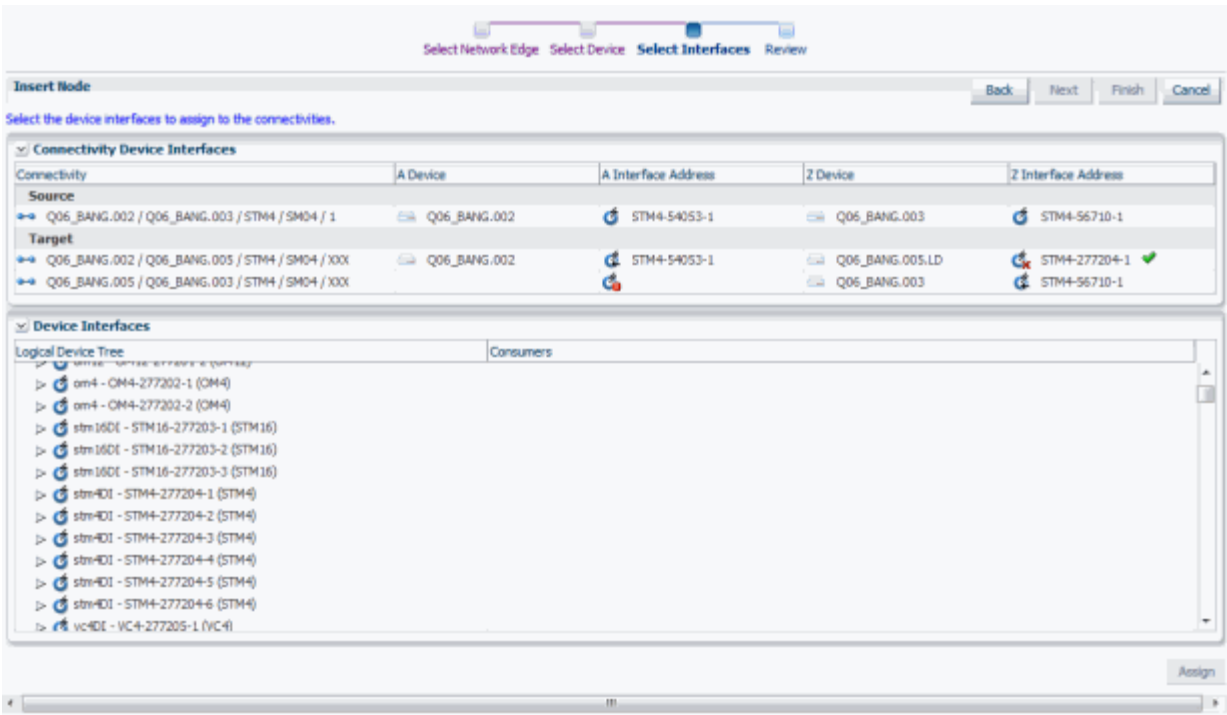 Select Network Edge Select Device Select Interfaces Review
Insert Node Back Next Finish Cancel
Select the device interfaces to assign to the connectivities.
Connectivity Device Interfaces
Connectivity A Device A Interface Address Z Device Z Interface Address
Source
Q06_BANG.002 / Q06_BANG.003 / STM4 / SM04 / 1 Q06_BANG.002 STM4-54053-1 Q06_BANG.003 STM4-56710-1
Target
Q06_BANG.002 / Q06_BANG.005 / STM4 / SM04 / XXX Q06_BANG.002 STM4-54053-1 Q06_BANG.005.LD STM4-277204-1
Q06_BANG.005 / Q06_BANG.003 / STM4 / SM04 / XXX Q06_BANG.003 STM4-56710-1
Device Interfaces
Logical Device Tree Consumers
om12 - OM12-277201-2 (OM12)
om4 - OM4-277202-1 (OM4)
om4 - OM4-277202-2 (OM4)
stm16DI - STM16-277203-1 (STM16)
stm16DI - STM16-277203-2 (STM16)
stm16DI - STM16-277203-3 (STM16)
stm4DI - STM4-277204-1 (STM4)
stm4DI - STM4-277204-2 (STM4)
stm4DI - STM4-277204-3 (STM4)
stm4DI - STM4-277204-4 (STM4)
stm4DI - STM4-277204-5 (STM4)
stm4DI - STM4-277204-6 (STM4)
vc4DI - VC4-277205-1 (VC4)
Assign